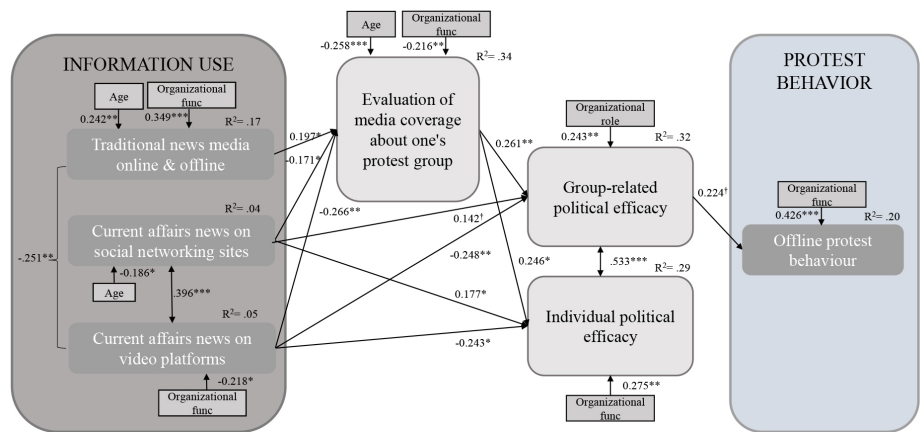 Age
Organizational
func
-0.258***
-0.216**
R²= .34
INFORMATION USE
PROTEST
BEHAVIOR
Age
Organizational
func
0.242**
0.349***
R²= .17
Traditional news media
online & offline
Evaluation of
media coverage
about one's
protest group
0.197*
-0.171*
-0.266**
Organizational
role
0.243**
R²= .32
0.261**
Group-related
political efficacy
0.224†
Organizational
func
0.426***
R²= .20
Offline protest
behaviour
R²= .04
Current affairs news on
social networking sites
-.251**
-0.186*
Age
.396***
0.142†
-0.248**
0.246*
.533***
R²= .29
0.177*
Individual political
efficacy
R²= .05
Current affairs news on
video platforms
-0.243*
-0.218*
Organizational
func
0.275**
Organizational
func